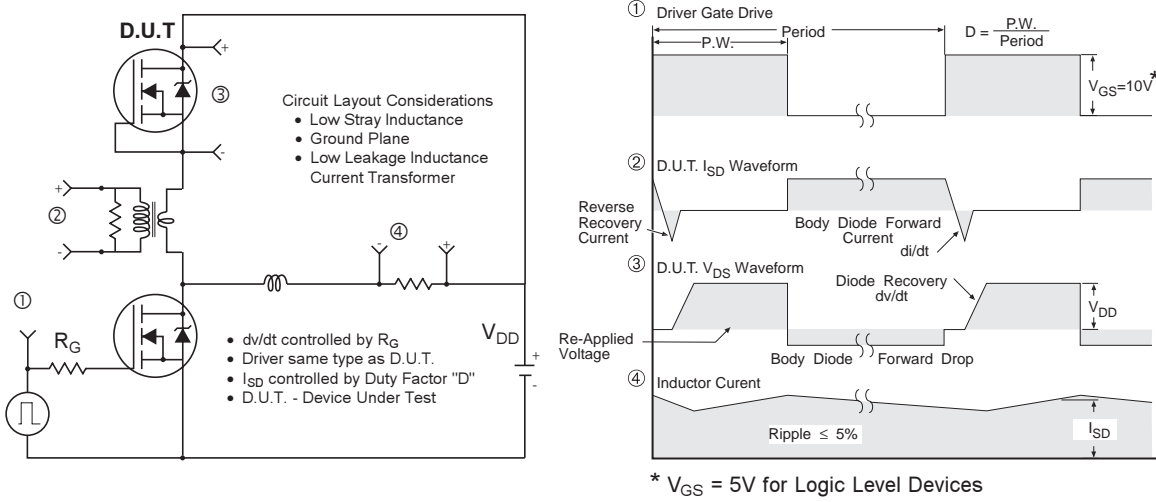 D.U.T
+
③
-
Circuit Layout Considerations
• Low Stray Inductance
• Ground Plane
• Low Leakage Inductance
Current Transformer
+
②
-
④
-
+
①
R_G
V_DD
+
-
• dv/dt controlled by R_G
• Driver same type as D.U.T.
• I_SD controlled by Duty Factor "D"
• D.U.T. - Device Under Test
① Driver Gate Drive
Period
P.W.
D = P.W.
Period
V_GS=10V *
② D.U.T. I_SD Waveform
Reverse
Recovery
Current
Body Diode Forward
Current
di/dt
③ D.U.T. V_DS Waveform
Diode Recovery
dv/dt
V_DD
Re-Applied
Voltage
Body Diode Forward Drop
④ Inductor Curent
Ripple ≤ 5%
I_SD
* V_GS = 5V for Logic Level Devices